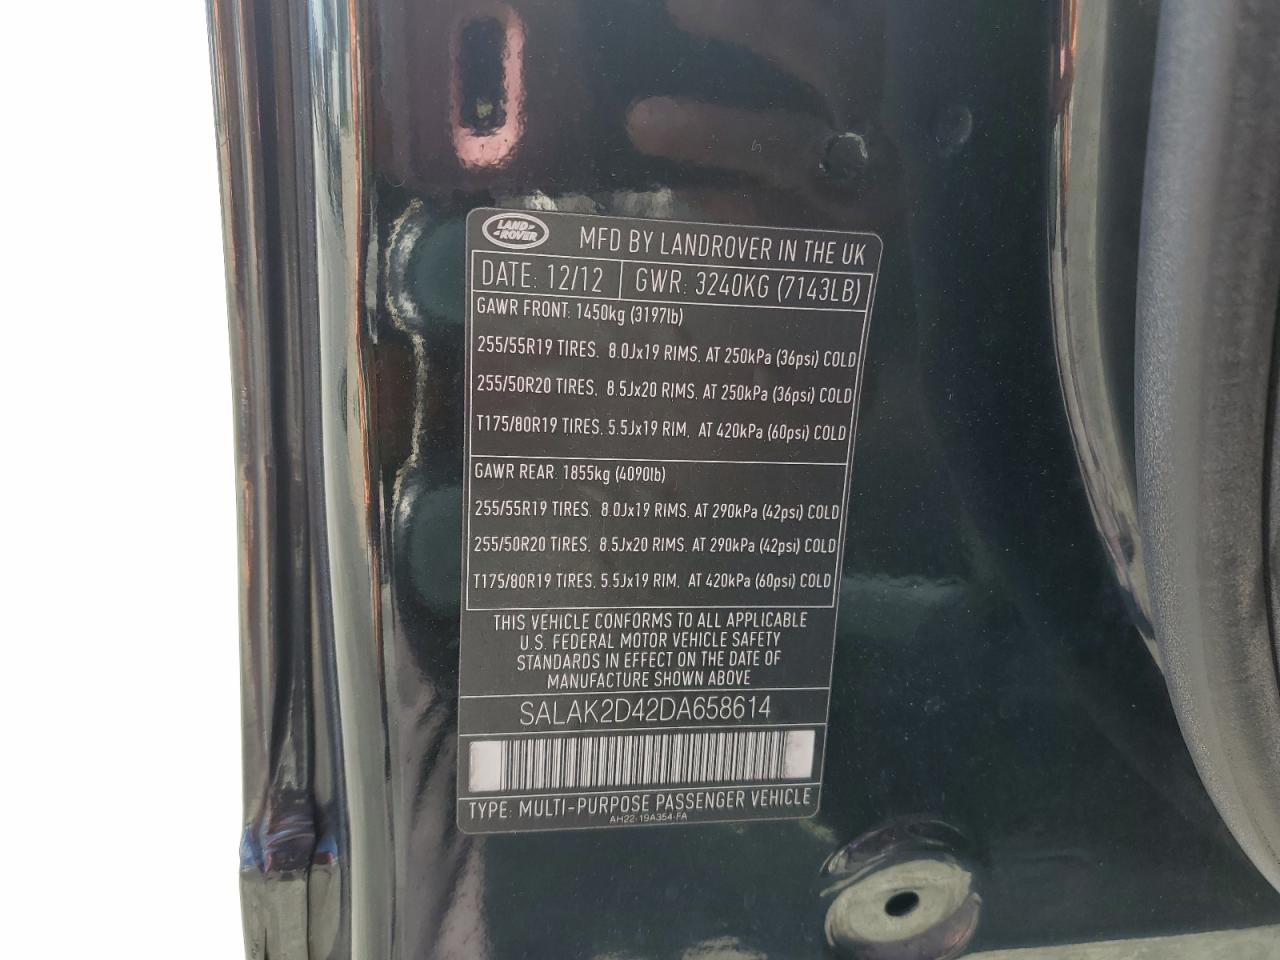 LAND ROVER
MFD BY LANDROVER IN THE UK
DATE: 12/12 GWR: 3240KG (7143LB)
GAWR FRONT: 1450kg (3197lb)
255/55R19 TIRES, 8.0Jx19 RIMS, AT 250kPa (36psi) COLD
255/50R20 TIRES, 8.5Jx20 RIMS, AT 250kPa (36psi) COLD
T175/80R19 TIRES, 5.5Jx19 RIM, AT 420kPa (60psi) COLD
GAWR REAR: 1855kg (4090lb)
255/55R19 TIRES, 8.0Jx19 RIMS, AT 290kPa (42psi) COLD
255/50R20 TIRES, 8.5Jx20 RIMS, AT 290kPa (42psi) COLD
T175/80R19 TIRES, 5.5Jx19 RIM, AT 420kPa (60psi) COLD
THIS VEHICLE CONFORMS TO ALL APPLICABLE
U.S. FEDERAL MOTOR VEHICLE SAFETY
STANDARDS IN EFFECT ON THE DATE OF
MANUFACTURE SHOWN ABOVE
SALAK2D42DA658614
TYPE: MULTI-PURPOSE PASSENGER VEHICLE
AH22-19A354-FA